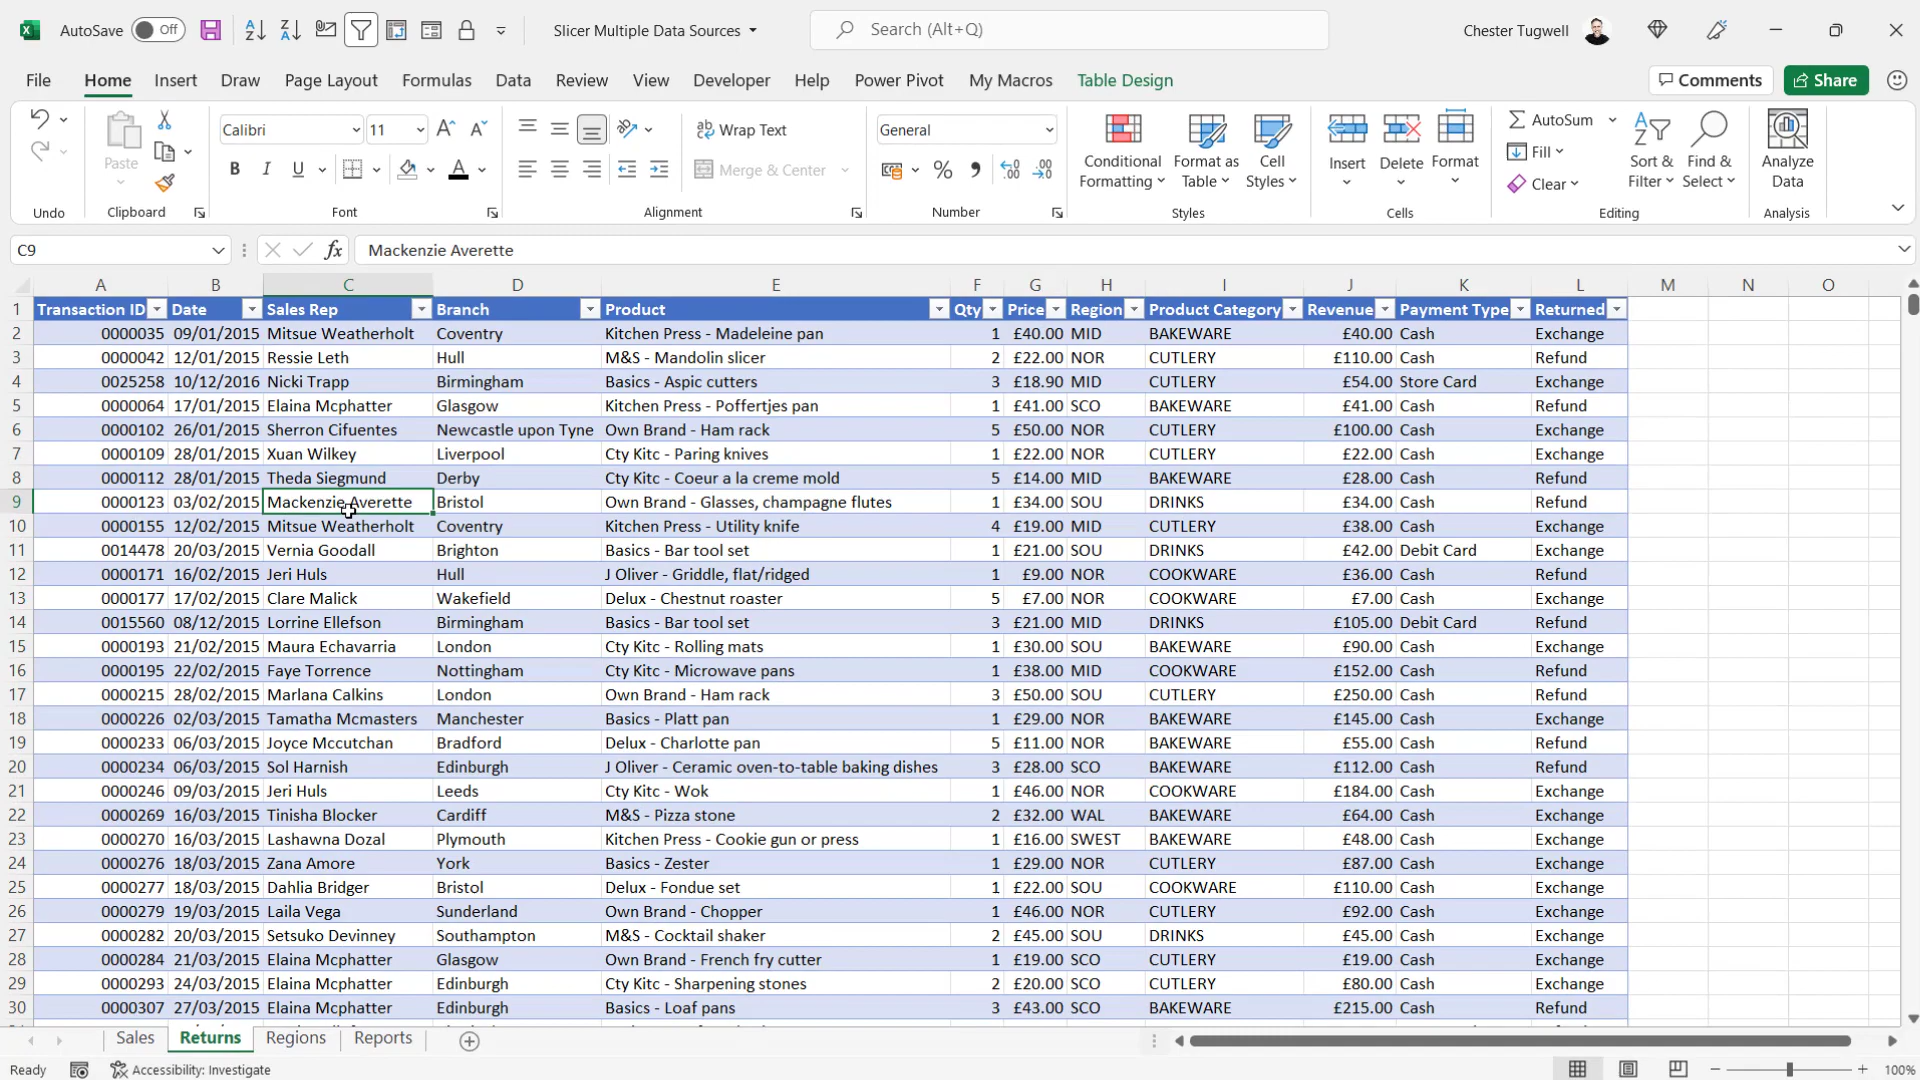 AutoSave Off Slicer Multiple Data Sources Search (Alt+Q) Chester Tugwell
File Home Insert Draw Page Layout Formulas Data Review View Developer Help Power Pivot My Macros Table Design Comments Share
Calibri 11 Wrap Text General AutoSum
Paste Conditional Formatting Format as Table Cell Styles Insert Delete Format Fill Sort & Filter Find & Select Analyze Data
B I U A Merge & Center % Clear
Undo Clipboard Font Alignment Number Styles Cells Editing Analysis
C9 fx Mackenzie Averette
A B C D E F G H I J K L M N O
1 Transaction ID Date Sales Rep Branch Product Qty Price Region Product Category Revenue Payment Type Returned
2 0000035 09/01/2015 Mitsue Weatherholt Coventry Kitchen Press - Madeleine pan 1 £40.00 MID BAKEWARE £40.00 Cash Exchange
3 0000042 12/01/2015 Ressie Leth Hull M&S - Mandolin slicer 2 £22.00 NOR CUTLERY £110.00 Cash Refund
4 0025258 10/12/2016 Nicki Trapp Birmingham Basics - Aspic cutters 3 £18.90 MID CUTLERY £54.00 Store Card Exchange
5 0000064 17/01/2015 Elaina Mcphatter Glasgow Kitchen Press - Poffertjes pan 1 £41.00 SCO BAKEWARE £41.00 Cash Refund
6 0000102 26/01/2015 Sherron Cifuentes Newcastle upon Tyne Own Brand - Ham rack 5 £50.00 NOR CUTLERY £100.00 Cash Exchange
7 0000109 28/01/2015 Xuan Wilkey Liverpool Cty Kitc - Paring knives 1 £22.00 NOR CUTLERY £22.00 Cash Exchange
8 0000112 28/01/2015 Theda Siegmund Derby Cty Kitc - Coeur a la creme mold 5 £14.00 MID BAKEWARE £28.00 Cash Refund
9 0000123 03/02/2015 Mackenzie Averette Bristol Own Brand - Glasses, champagne flutes 1 £34.00 SOU DRINKS £34.00 Cash Refund
10 0000155 12/02/2015 Mitsue Weatherholt Coventry Kitchen Press - Utility knife 4 £19.00 MID CUTLERY £38.00 Cash Exchange
11 0014478 20/03/2015 Vernia Goodall Brighton Basics - Bar tool set 1 £21.00 SOU DRINKS £42.00 Debit Card Exchange
12 0000171 16/02/2015 Jeri Huls Hull J Oliver - Griddle, flat/ridged 1 £9.00 NOR COOKWARE £36.00 Cash Refund
13 0000177 17/02/2015 Clare Malick Wakefield Delux - Chestnut roaster 5 £7.00 NOR COOKWARE £7.00 Cash Exchange
14 0015560 08/12/2015 Lorrine Ellefson Birmingham Basics - Bar tool set 3 £21.00 MID DRINKS £105.00 Debit Card Refund
15 0000193 21/02/2015 Maura Echavarria London Cty Kitc - Rolling mats 1 £30.00 SOU BAKEWARE £90.00 Cash Exchange
16 0000195 22/02/2015 Faye Torrence Nottingham Cty Kitc - Microwave pans 1 £38.00 MID COOKWARE £152.00 Cash Refund
17 0000215 28/02/2015 Marlana Calkins London Own Brand - Ham rack 3 £50.00 SOU CUTLERY £250.00 Cash Refund
18 0000226 02/03/2015 Tamatha Mcmasters Manchester Basics - Platt pan 1 £29.00 NOR BAKEWARE £145.00 Cash Exchange
19 0000233 06/03/2015 Joyce Mccutchan Bradford Delux - Charlotte pan 5 £11.00 NOR BAKEWARE £55.00 Cash Refund
20 0000234 06/03/2015 Sol Harnish Edinburgh J Oliver - Ceramic oven-to-table baking dishes 3 £28.00 SCO BAKEWARE £112.00 Cash Refund
21 0000246 09/03/2015 Jeri Huls Leeds Cty Kitc - Wok 1 £46.00 NOR COOKWARE £184.00 Cash Exchange
22 0000269 16/03/2015 Tinisha Blocker Cardiff M&S - Pizza stone 2 £32.00 WAL BAKEWARE £64.00 Cash Exchange
23 0000270 16/03/2015 Lashawna Dozal Plymouth Kitchen Press - Cookie gun or press 1 £16.00 SWEST BAKEWARE £48.00 Cash Exchange
24 0000276 18/03/2015 Zana Amore York Basics - Zester 1 £29.00 NOR CUTLERY £87.00 Cash Exchange
25 0000277 18/03/2015 Dahlia Bridger Bristol Delux - Fondue set 1 £22.00 SOU COOKWARE £110.00 Cash Exchange
26 0000279 19/03/2015 Laila Vega Sunderland Own Brand - Chopper 1 £46.00 NOR CUTLERY £92.00 Cash Exchange
27 0000282 20/03/2015 Setsuko Devinney Southampton M&S - Cocktail shaker 2 £45.00 SOU DRINKS £45.00 Cash Exchange
28 0000284 21/03/2015 Elaina Mcphatter Glasgow Own Brand - French fry cutter 1 £19.00 SCO CUTLERY £19.00 Cash Exchange
29 0000293 24/03/2015 Elaina Mcphatter Edinburgh Cty Kitc - Sharpening stones 2 £20.00 SCO CUTLERY £80.00 Cash Exchange
30 0000307 27/03/2015 Elaina Mcphatter Edinburgh Basics - Loaf pans 3 £43.00 SCO BAKEWARE £215.00 Cash Refund
Sales Returns Regions Reports
Ready Accessibility: Investigate 100%